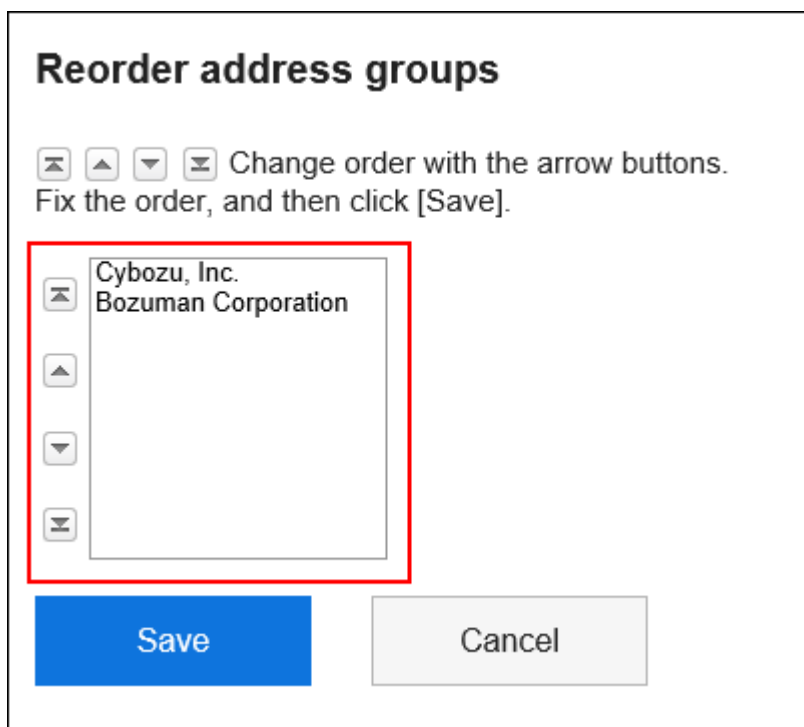 Reorder address groups
Change order with the arrow buttons.
Fix the order, and then click [Save].
Cybozu, Inc.
Bozuman Corporation
Save
Cancel